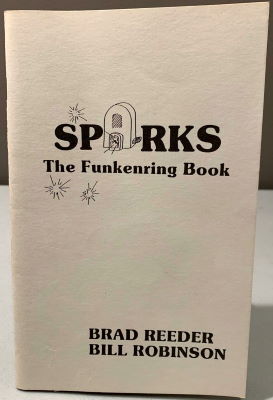 SPARKS
The Funkenring Book
BRAD REEDER
BILL ROBINSON